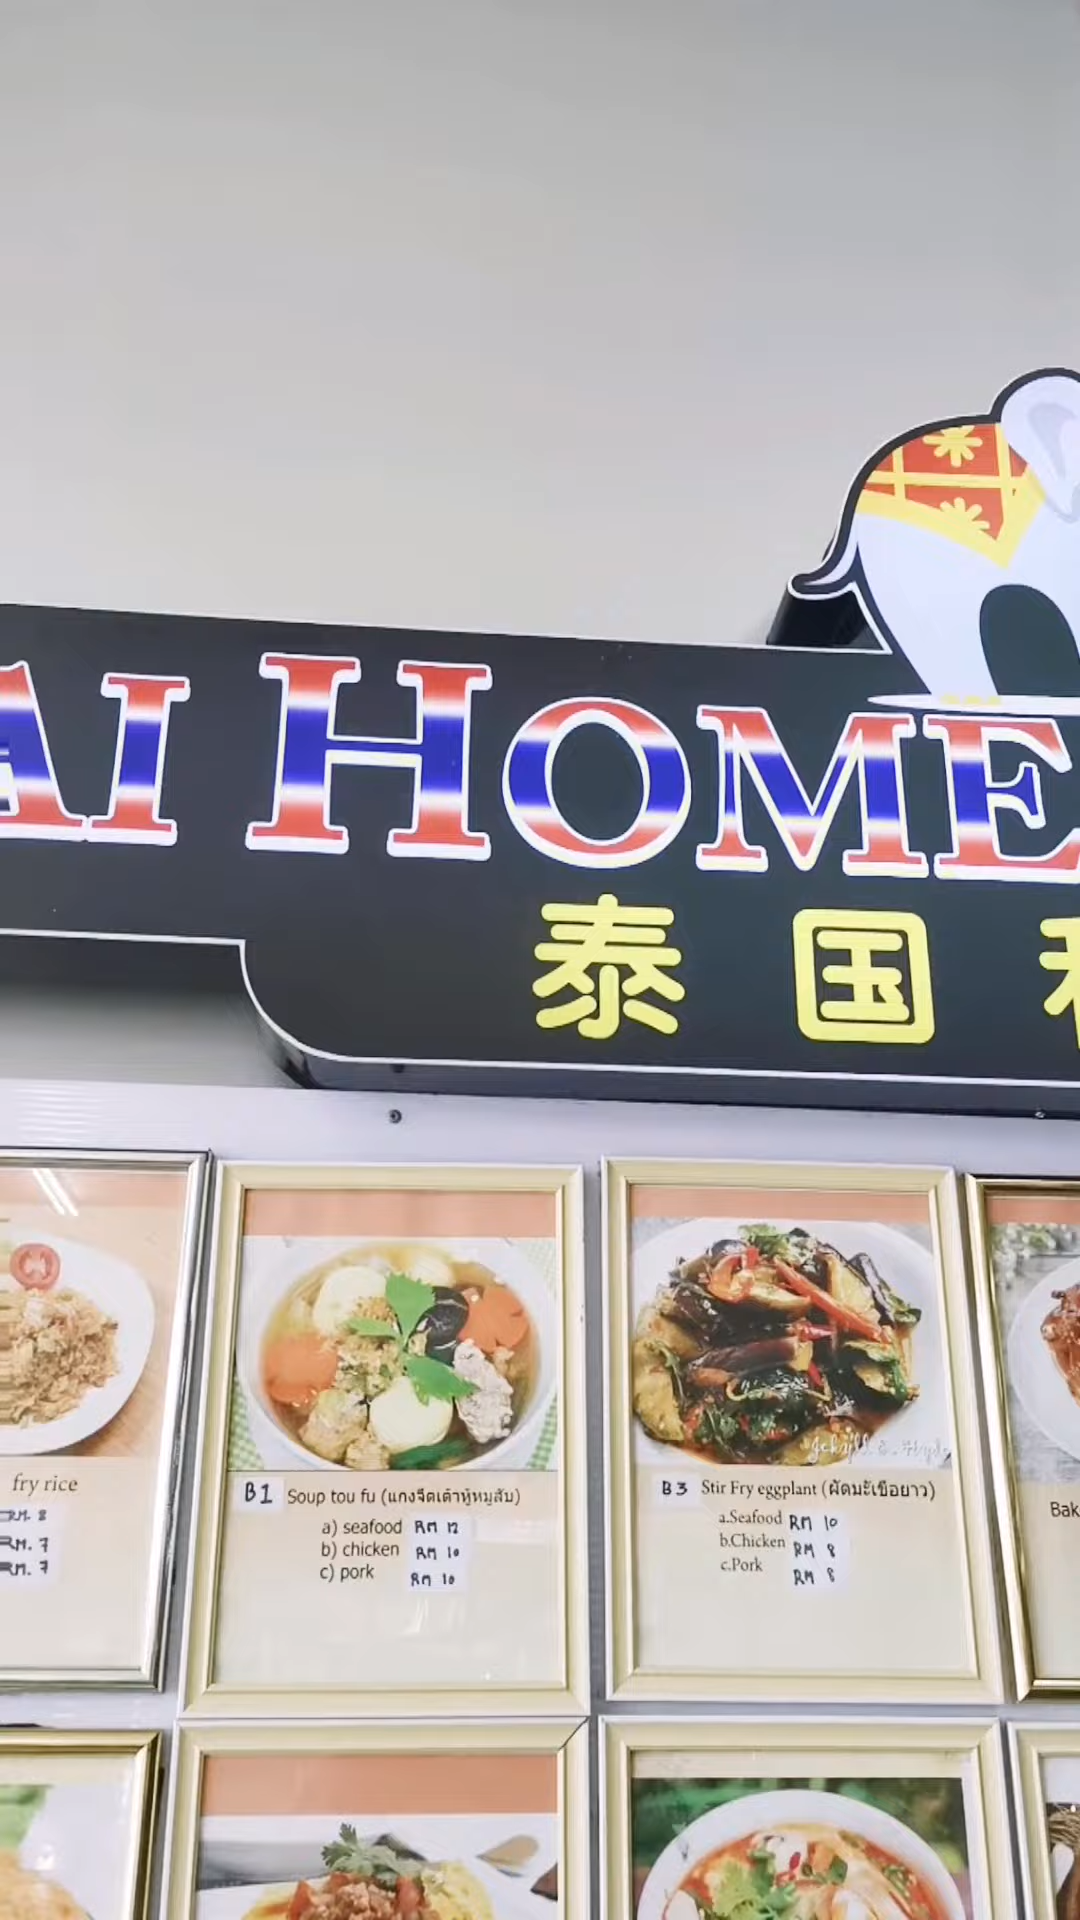 AI HOME
泰国
fry rice
RM. 8
RM. 7
RM. 7
B1 Soup tou fu (แกงจืดเต้าหู้หมูสับ)
a) seafood RM 12
b) chicken RM 10
c) pork RM 10
Jekyll & Hyde
B3 Stir Fry eggplant (ผัดมะเขือยาว)
a.Seafood RM 10
b.Chicken RM 8
c.Pork RM 8
Bak